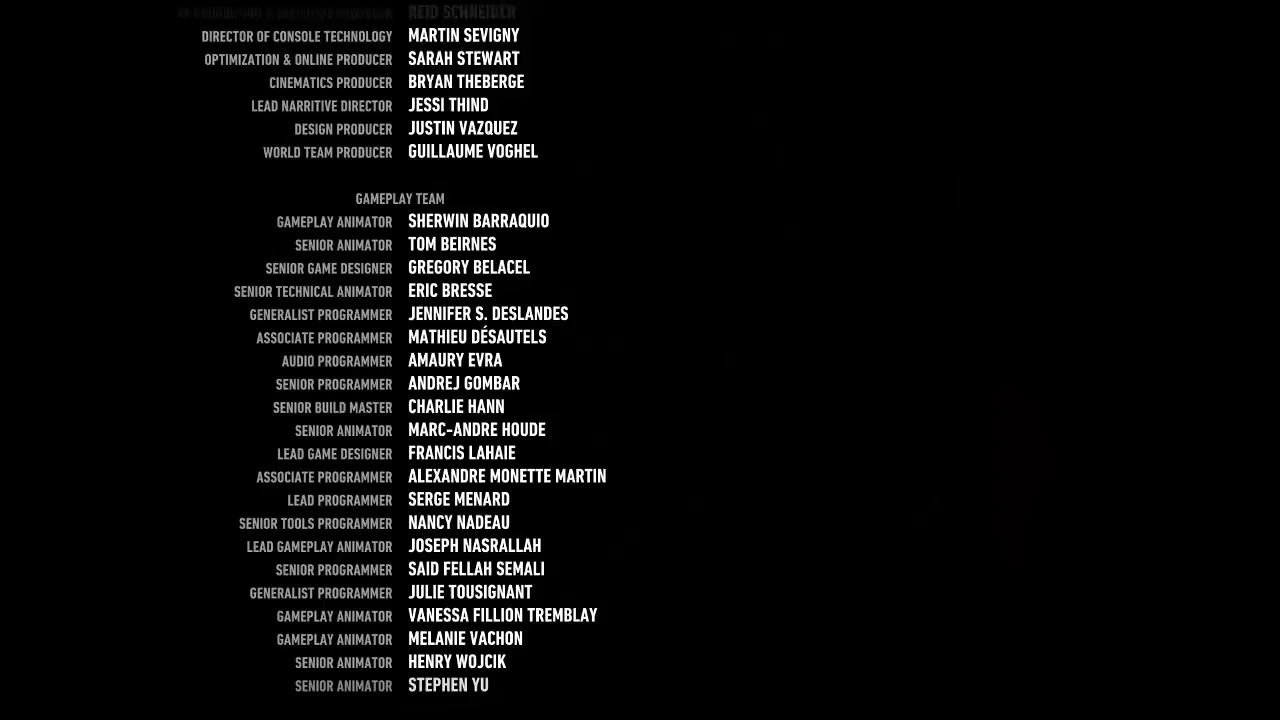 REID SCHNEIDER
DIRECTOR OF CONSOLE TECHNOLOGY MARTIN SEVIGNY
OPTIMIZATION & ONLINE PRODUCER SARAH STEWART
CINEMATICS PRODUCER BRYAN THEBERGE
LEAD NARRITIVE DIRECTOR JESSI THIND
DESIGN PRODUCER JUSTIN VAZQUEZ
WORLD TEAM PRODUCER GUILLAUME VOGHEL
GAMEPLAY TEAM
GAMEPLAY ANIMATOR SHERWIN BARRAQUIO
SENIOR ANIMATOR TOM BEIRNES
SENIOR GAME DESIGNER GREGORY BELACEL
SENIOR TECHNICAL ANIMATOR ERIC BRESSE
GENERALIST PROGRAMMER JENNIFER S. DESLANDES
ASSOCIATE PROGRAMMER MATHIEU DÉSAUTELS
AUDIO PROGRAMMER AMAURY EVRA
SENIOR PROGRAMMER ANDREJ GOMBAR
SENIOR BUILD MASTER CHARLIE HANN
SENIOR ANIMATOR MARC-ANDRE HOUDE
LEAD GAME DESIGNER FRANCIS LAHAIE
ASSOCIATE PROGRAMMER ALEXANDRE MONETTE MARTIN
LEAD PROGRAMMER SERGE MENARD
SENIOR TOOLS PROGRAMMER NANCY NADEAU
LEAD GAMEPLAY ANIMATOR JOSEPH NASRALLAH
SENIOR PROGRAMMER SAID FELLAH SEMALI
GENERALIST PROGRAMMER JULIE TOUSIGNANT
GAMEPLAY ANIMATOR VANESSA FILLION TREMBLAY
GAMEPLAY ANIMATOR MELANIE VACHON
SENIOR ANIMATOR HENRY WOJCIK
SENIOR ANIMATOR STEPHEN YU